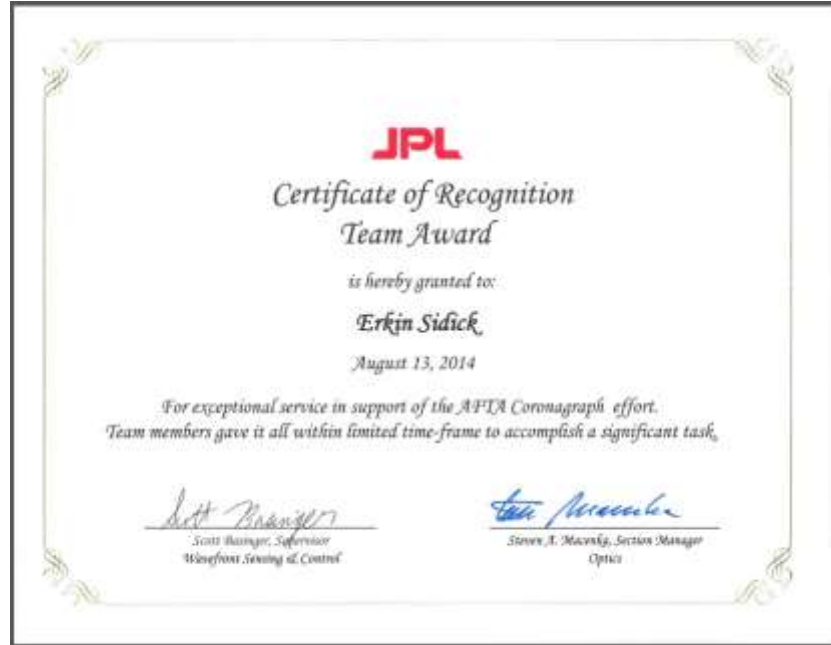 JPL
Certificate of Recognition
Team Award
is hereby granted to:
Erkin Sidick
August 13, 2014
For exceptional service in support of the AFTA Coronagraph effort.
Team members gave it all within limited time-frame to accomplish a significant task.
Scott Basinger, Supervisor
Wavefront Sensing & Control
Steven A. Macenka, Section Manager
Optics